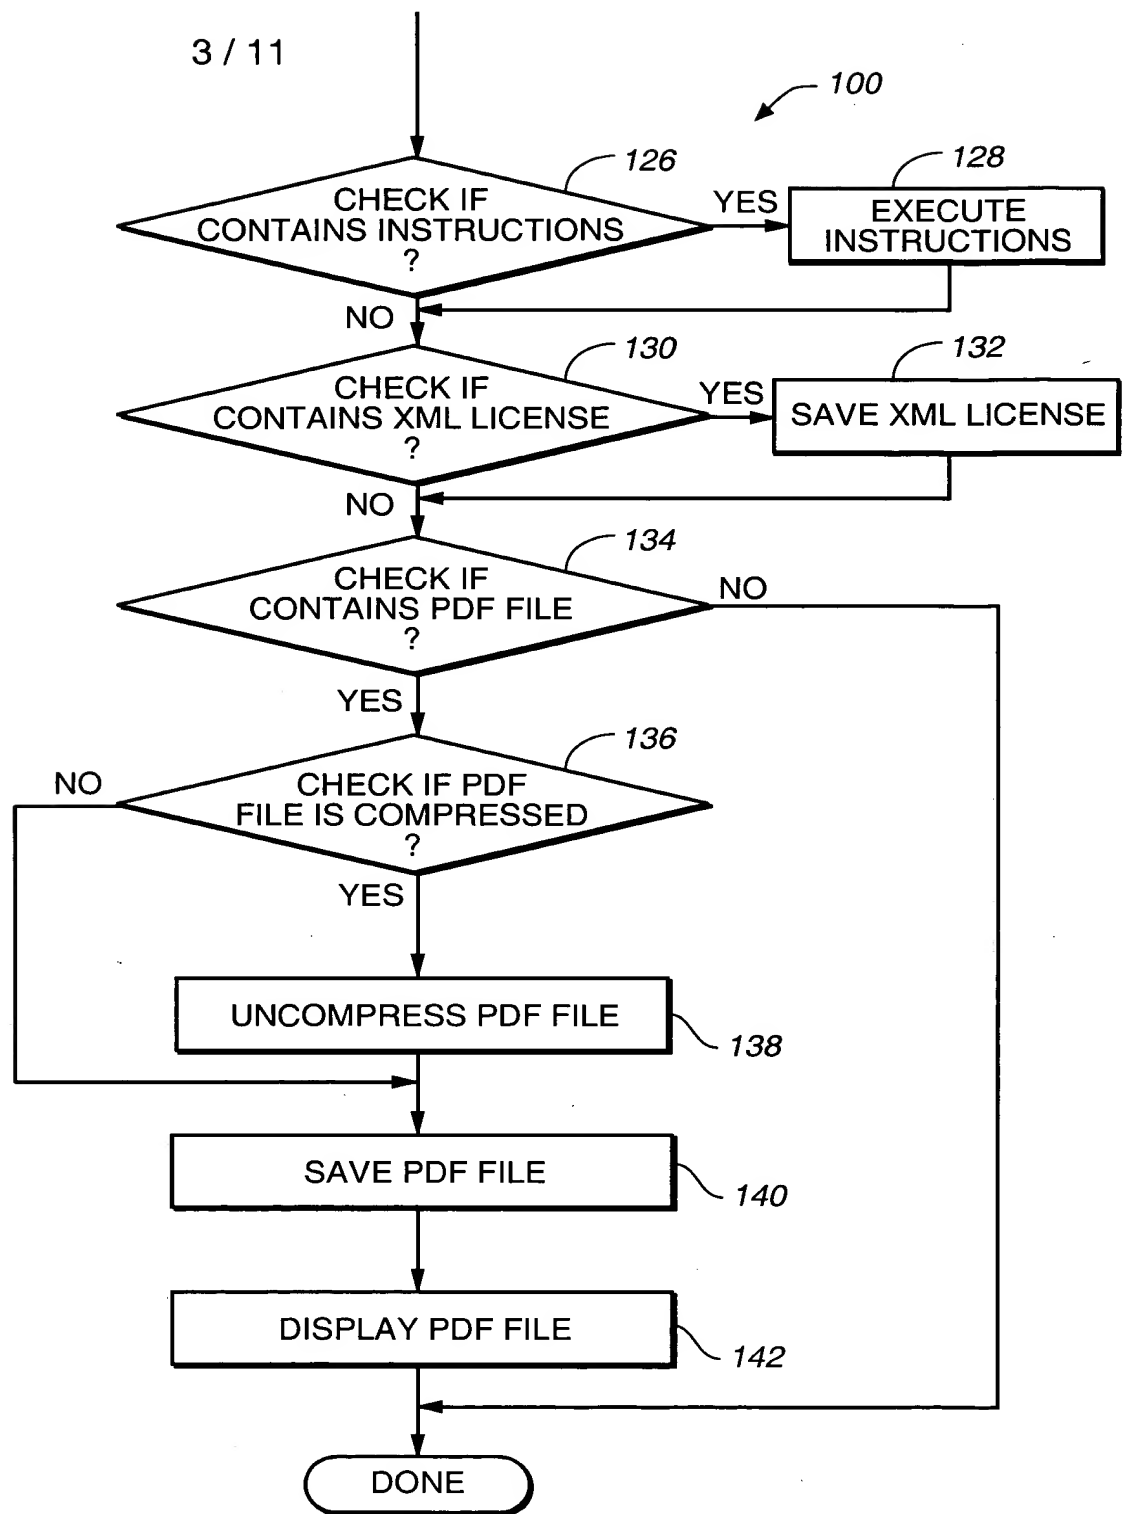 3 / 11
100
126
CHECK IF
CONTAINS INSTRUCTIONS
?
YES
128
EXECUTE
INSTRUCTIONS
NO
130
CHECK IF
CONTAINS XML LICENSE
?
YES
132
SAVE XML LICENSE
NO
134
CHECK IF
CONTAINS PDF FILE
?
NO
YES
136
CHECK IF PDF
FILE IS COMPRESSED
?
NO
YES
UNCOMPRESS PDF FILE
138
SAVE PDF FILE
140
DISPLAY PDF FILE
142
DONE